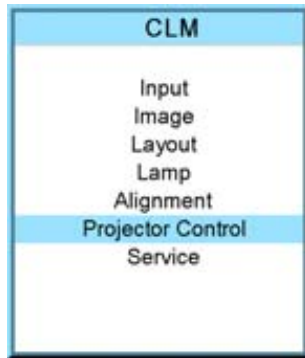 CLM
Input
Image
Layout
Lamp
Alignment
Projector Control
Service